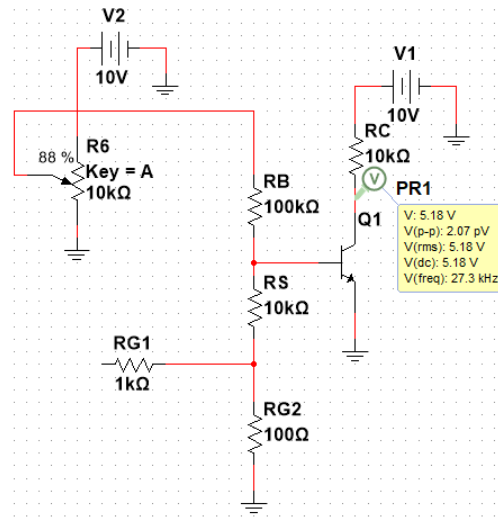 V2
10V
V1
10V
88 %
R6
Key = A
10kΩ
RC
10kΩ
V
PR1
V: 5.18 V
V(p-p): 2.07 pV
V(rms): 5.18 V
V(dc): 5.18 V
V(freq): 27.3 kHz
RB
100kΩ
Q1
RS
10kΩ
RG1
1kΩ
RG2
100Ω